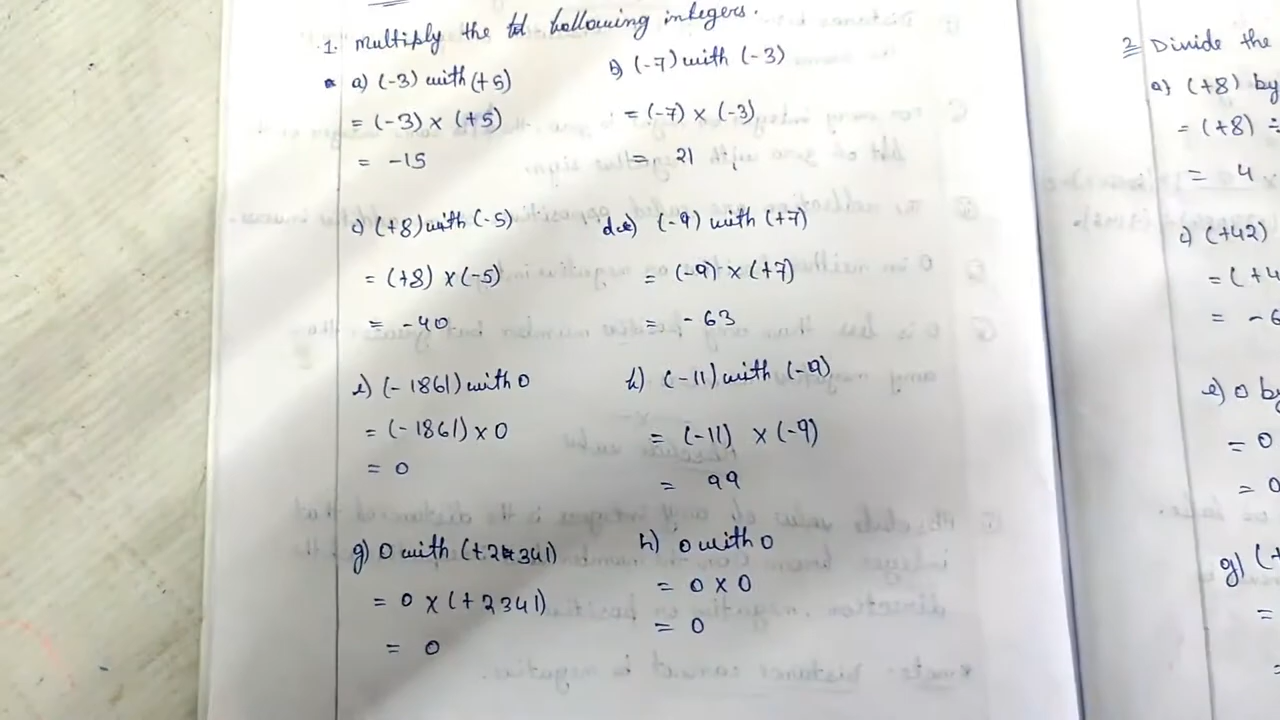 1. Multiply the following integers.
a) (-3) with (+5)
= (-3) × (+5)
= -15
b) (-7) with (-3)
= (-7) × (-3)
= 21
c) (+8) with (-5)
= (+8) × (-5)
= -40
d) (-9) with (+7)
= (-9) × (+7)
= -63
e) (-1861) with 0
= (-1861) × 0
= 0
f) (-11) with (-9)
= (-11) × (-9)
= 99
g) 0 with (+2341)
= 0 × (+2341)
= 0
h) 0 with 0
= 0 × 0
= 0
2 Divide the
a) (+8) by
= (+8) ÷
= 4
c) (+42)
= (+4
= -6
e) 0 by
= 0
= 0
g) (+
=